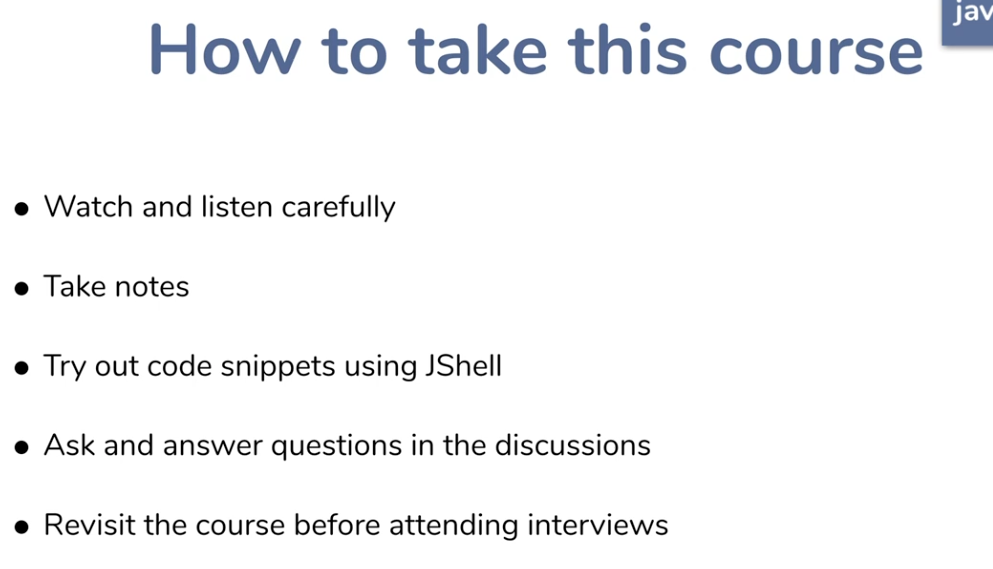 jav
How to take this course
• Watch and listen carefully
• Take notes
• Try out code snippets using JShell
• Ask and answer questions in the discussions
• Revisit the course before attending interviews